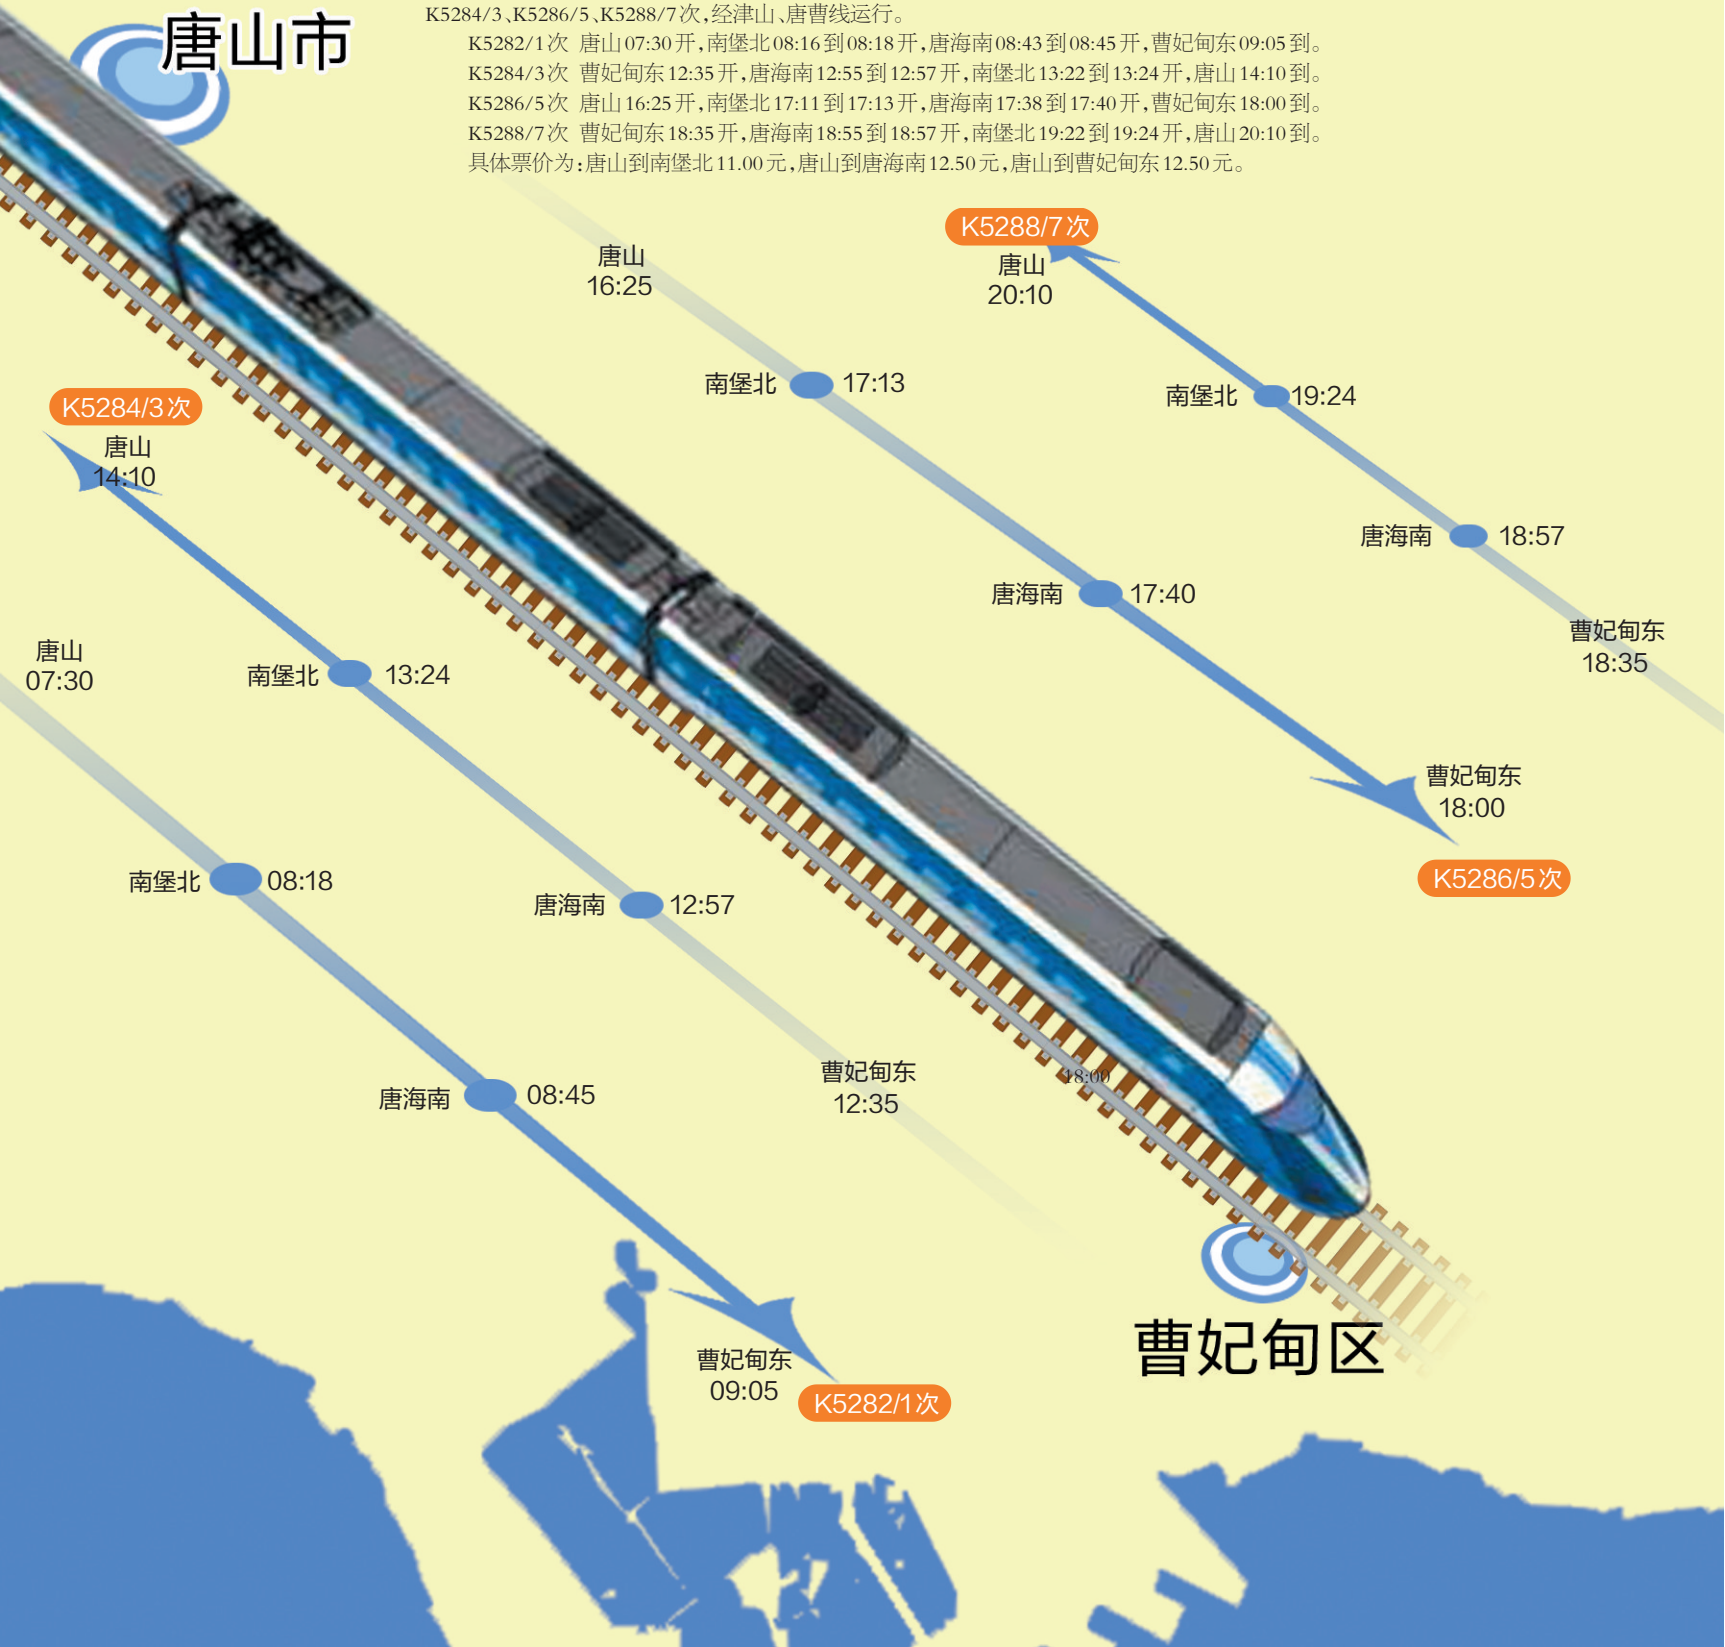 K5284/3、K5286/5、K5288/7次,经津山、唐曹线运行。
K5282/1次 唐山07:30开,南堡北08:16到08:18开,唐海南08:43到08:45开,曹妃甸东09:05到。
K5284/3次 曹妃甸东12:35开,唐海南12:55到12:57开,南堡北13:22到13:24开,唐山14:10到。
K5286/5次 唐山16:25开,南堡北17:11到17:13开,唐海南17:38到17:40开,曹妃甸东18:00到。
K5288/7次 曹妃甸东18:35开,唐海南18:55到18:57开,南堡北19:22到19:24开,唐山20:10到。
具体票价为:唐山到南堡北11.00元,唐山到唐海南12.50元,唐山到曹妃甸东12.50元。
唐山市
唐山
16:25
南堡北 17:13
唐海南 17:40
曹妃甸东
18:00
K5286/5次
K5288/7次
唐山
20:10
南堡北 19:24
唐海南 18:57
曹妃甸东
18:35
K5284/3次
唐山
14:10
南堡北 13:24
唐海南 12:57
曹妃甸东
12:35
唐山
07:30
南堡北 08:18
唐海南 08:45
曹妃甸东
09:05
K5282/1次
18:00
曹妃甸区